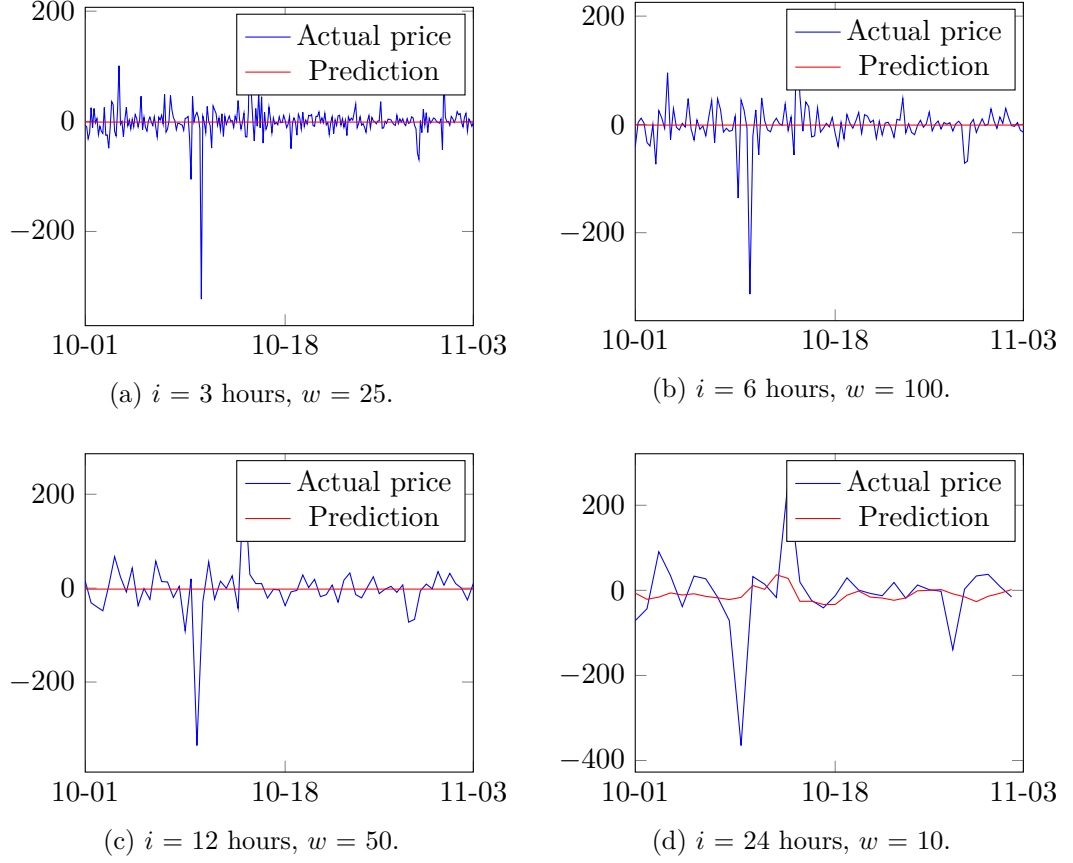 200
0
−200
Actual price
Prediction
10-01
10-18
11-03
(a) i = 3 hours, w = 25.
200
0
−200
Actual price
Prediction
10-01
10-18
11-03
(b) i = 6 hours, w = 100.
200
0
−200
Actual price
Prediction
10-01
10-18
11-03
(c) i = 12 hours, w = 50.
200
0
−200
−400
Actual price
Prediction
10-01
10-18
11-03
(d) i = 24 hours, w = 10.